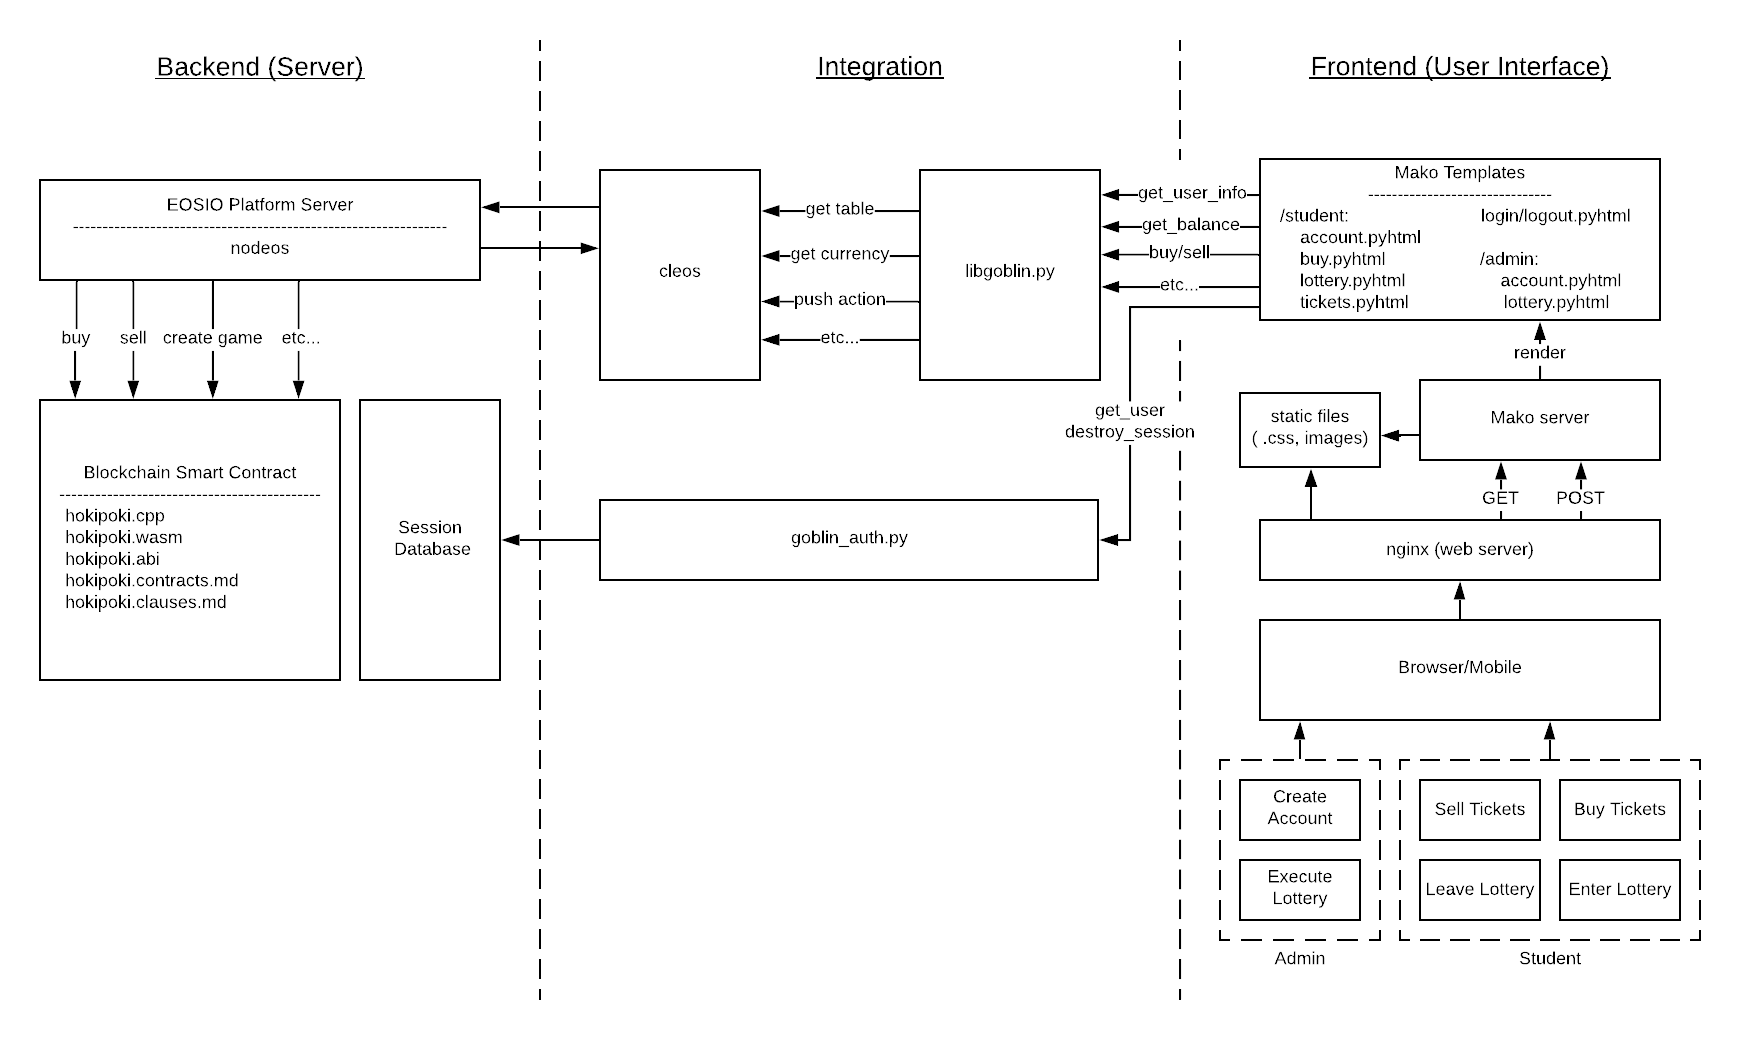 Backend (Server)
Integration
Frontend (User Interface)
EOSIO Platform Server
nodeos
buy
sell
create game
etc...
Blockchain Smart Contract
hokipoki.cpp
hokipoki.wasm
hokipoki.abi
hokipoki.contracts.md
hokipoki.clauses.md
Session
Database
cleos
get table
get currency
push action
etc...
libgoblin.py
get_user_info
get_balance
buy/sell
etc...
get_user
destroy_session
goblin_auth.py
Mako Templates
/student:
account.pyhtml
buy.pyhtml
lottery.pyhtml
tickets.pyhtml
login/logout.pyhtml
/admin:
account.pyhtml
lottery.pyhtml
render
static files
( .css, images)
Mako server
GET
POST
nginx (web server)
Browser/Mobile
Create
Account
Execute
Lottery
Admin
Sell Tickets
Buy Tickets
Leave Lottery
Enter Lottery
Student